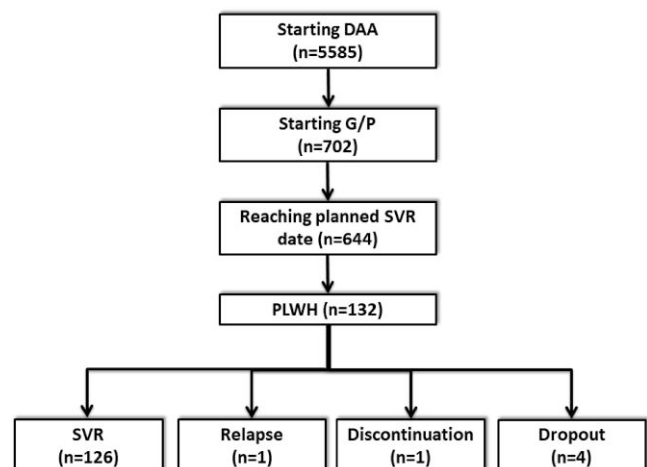 Starting DAA
(n=5585)
Starting G/P
(n=702)
Reaching planned SVR
date (n=644)
PLWH (n=132)
SVR
(n=126)
Relapse
(n=1)
Discontinuation
(n=1)
Dropout
(n=4)